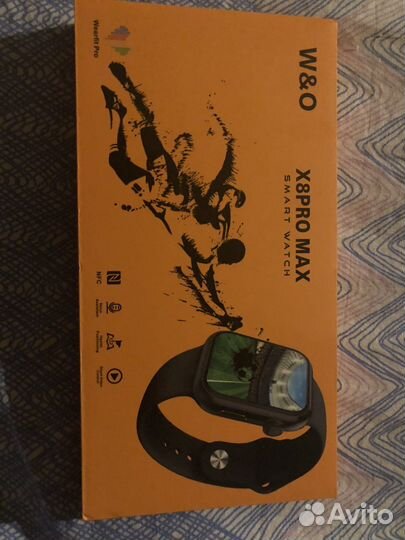 W&O
X8PRO MAX
SMART WATCH
Wearfit Pro
NFC
Avito